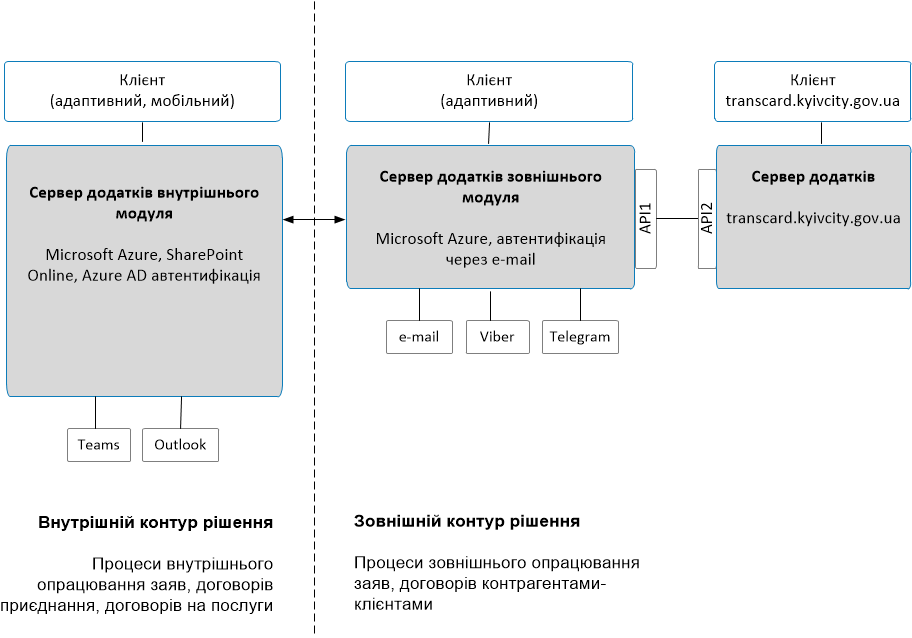 Клієнт
(адаптивний, мобільний)
Сервер додатків внутрішнього
модуля
Microsoft Azure, SharePoint
Online, Azure AD автентифікація
Teams
Outlook
Внутрішній контур рішення
Процеси внутрішнього
опрацювання заяв, договорів
приєднання, договорів на послуги
Клієнт
(адаптивний)
Сервер додатків зовнішнього
модуля
Microsoft Azure, автентифікація
через e-mail
API1
e-mail
Viber
Telegram
Зовнішній контур рішення
Процеси зовнішнього опрацювання
заяв, договорів контрагентами-
клієнтами
Клієнт
transcard.kyivcity.gov.ua
API2
Сервер додатків
transcard.kyivcity.gov.ua